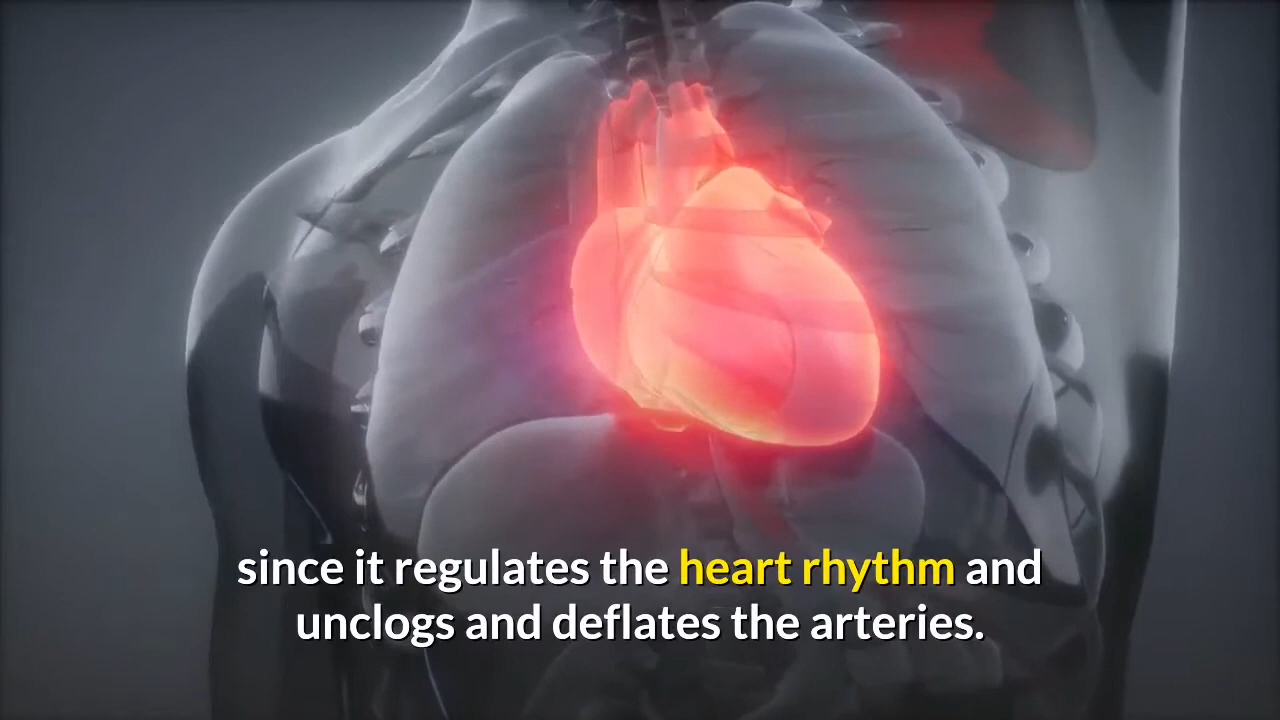 since it regulates the heart rhythm and
unclogs and deflates the arteries.